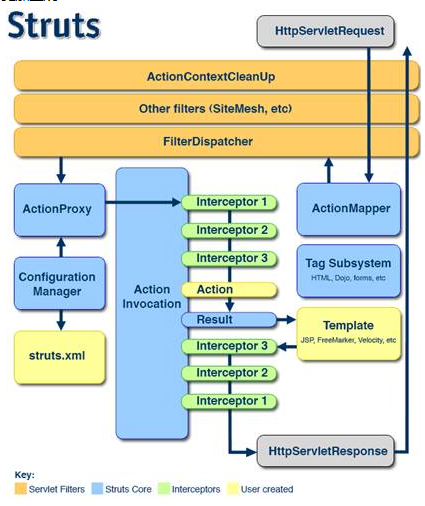 Struts
HttpServletRequest
ActionContextCleanUp
Other filters (SiteMesh, etc)
FilterDispatcher
ActionProxy
Interceptor 1
ActionMapper
Interceptor 2
Interceptor 3
Tag Subsystem
HTML, Dojo, forms, etc
Configuration
Manager
Action
Invocation
Action
Result
Template
JSP, FreeMarker, Velocity, etc
struts.xml
Interceptor 3
Interceptor 2
Interceptor 1
HttpServletResponse
Key:
Servlet Filters
Struts Core
Interceptors
User created